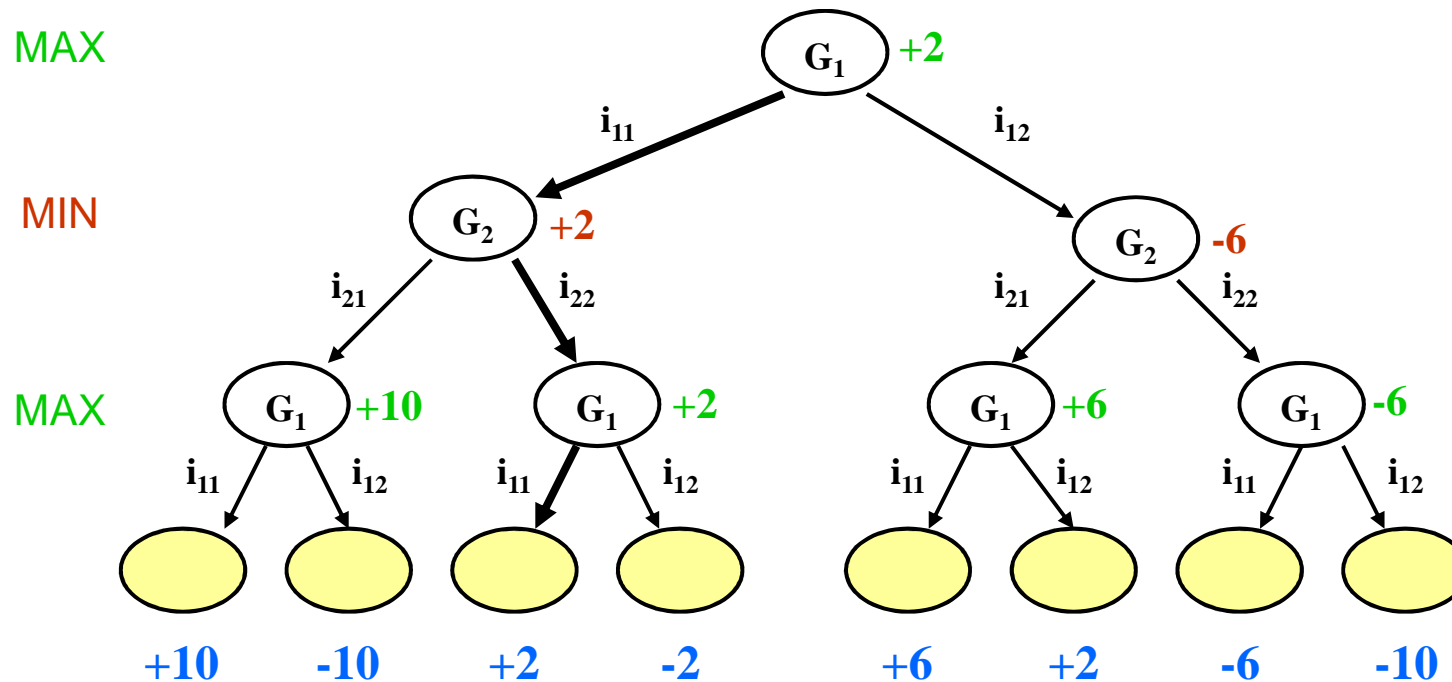 MAX G₁ +2
i₁₁ i₁₂
MIN G₂ +2 G₂ -6
i₂₁ i₂₂ i₂₁ i₂₂
MAX G₁ +10 G₁ +2 G₁ +6 G₁ -6
i₁₁ i₁₂ i₁₁ i₁₂ i₁₁ i₁₂ i₁₁ i₁₂
+10 -10 +2 -2 +6 +2 -6 -10